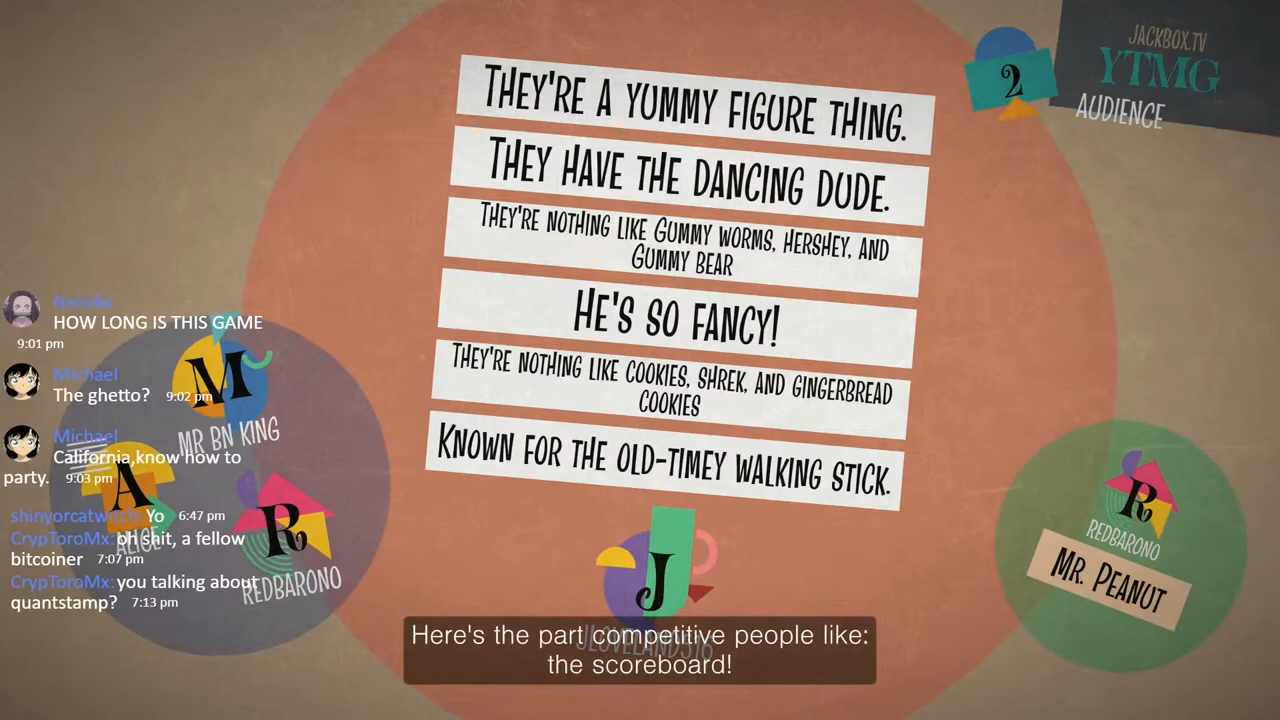 THEY'RE A YUMMY FIGURE THING.
THEY HAVE THE DANCING DUDE.
THEY'RE NOTHING LIKE GUMMY WORMS, HERSHEY, AND
GUMMY BEAR
HE'S SO FANCY!
THEY'RE NOTHING LIKE COOKIES, SHREK, AND GINGERBREAD
COOKIES
KNOWN FOR THE OLD-TIMEY WALKING STICK.
2
JACKBOX.TV
YTMG
AUDIENCE
Nezuko
HOW LONG IS THIS GAME
9:01 pm
Michael
The ghetto? 9:02 pm
Michael
California,know how to
party. 9:03 pm
shinyorcatwitch: Yo 6:47 pm
CrypToroMx: oh shit, a fellow
bitcoiner 7:07 pm
CrypToroMx: you talking about
quantstamp? 7:13 pm
M
MR BN KING
A
ALICE
R
REDBARONO
J
JLOVELAND316
R
REDBARONO
MR. PEANUT
Here's the part competitive people like:
the scoreboard!